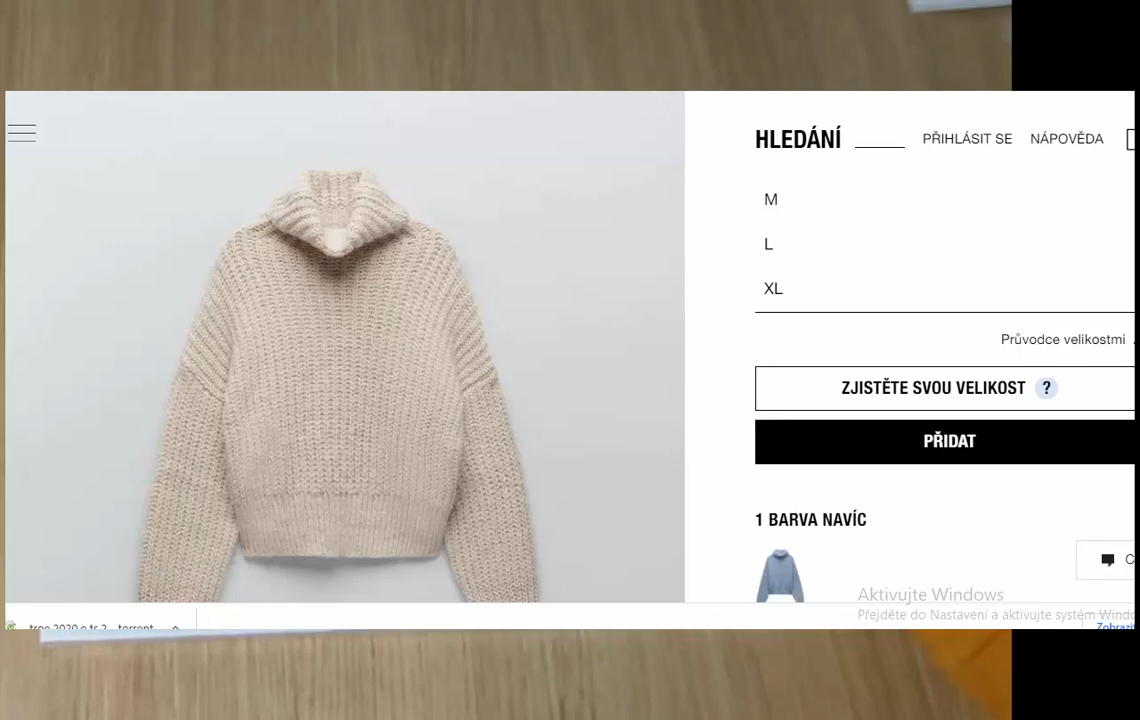 HLEDÁNÍ
PŘIHLÁSIT SE
NÁPOVĚDA
M
L
XL
Průvodce velikostmi
ZJISTĚTE SVOU VELIKOST ?
PŘIDAT
1 BARVA NAVÍC
C
Aktivujte Windows
Přejděte do Nastavení a aktivujte systém Windo
Zobrazit